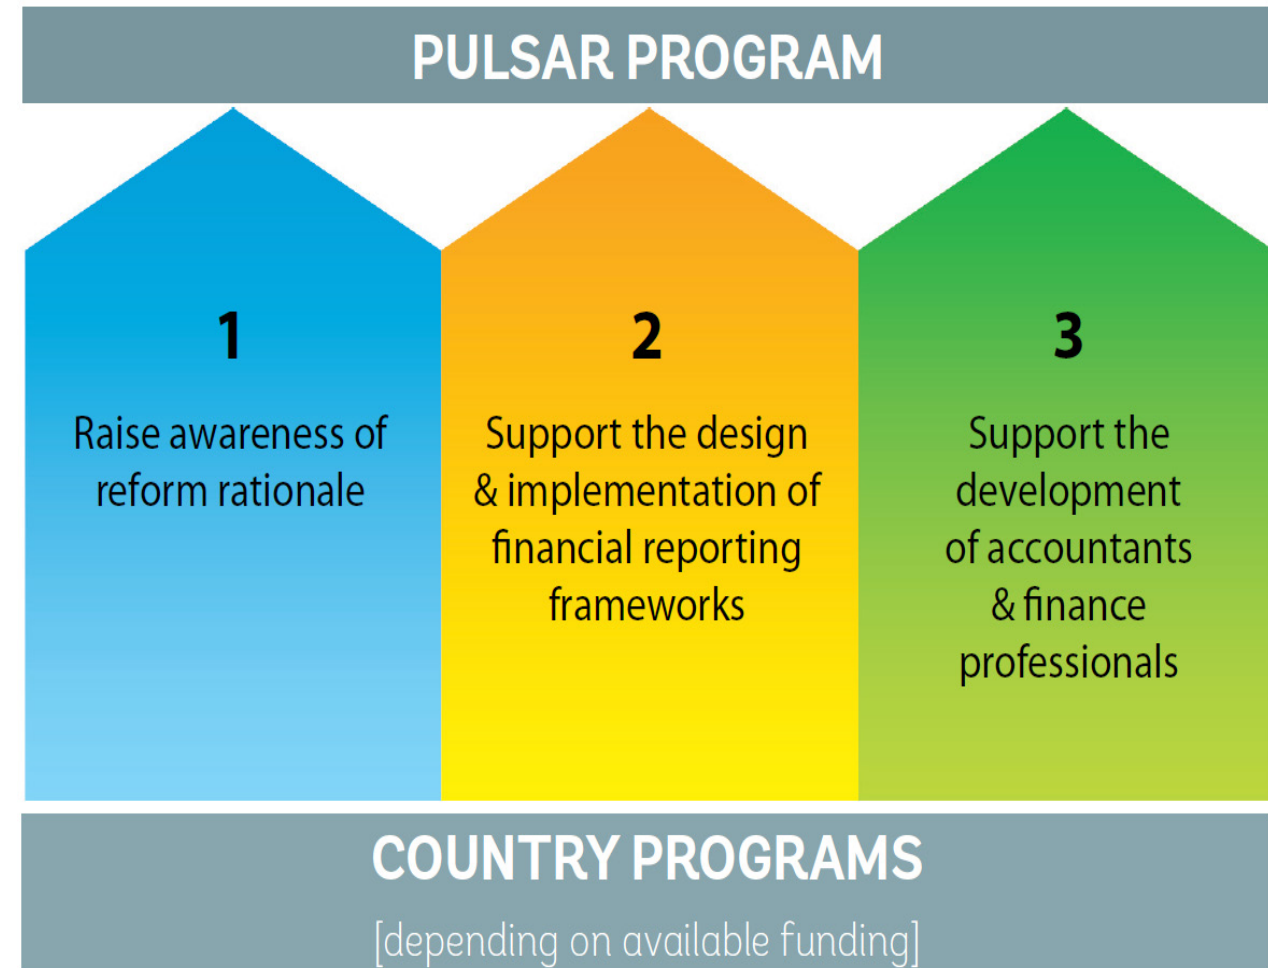 PULSAR PROGRAM
1
Raise awareness of
reform rationale
2
Support the design
& implementation of
financial reporting
frameworks
3
Support the
development
of accountants
& finance
professionals
COUNTRY PROGRAMS
[depending on available funding]